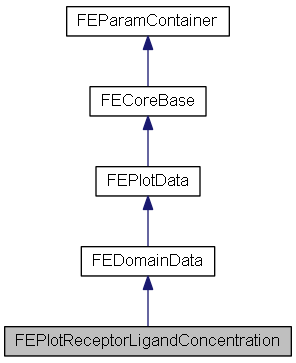 FEParamContainer
FECoreBase
FEPlotData
FEDomainData
FEPlotReceptorLigandConcentration